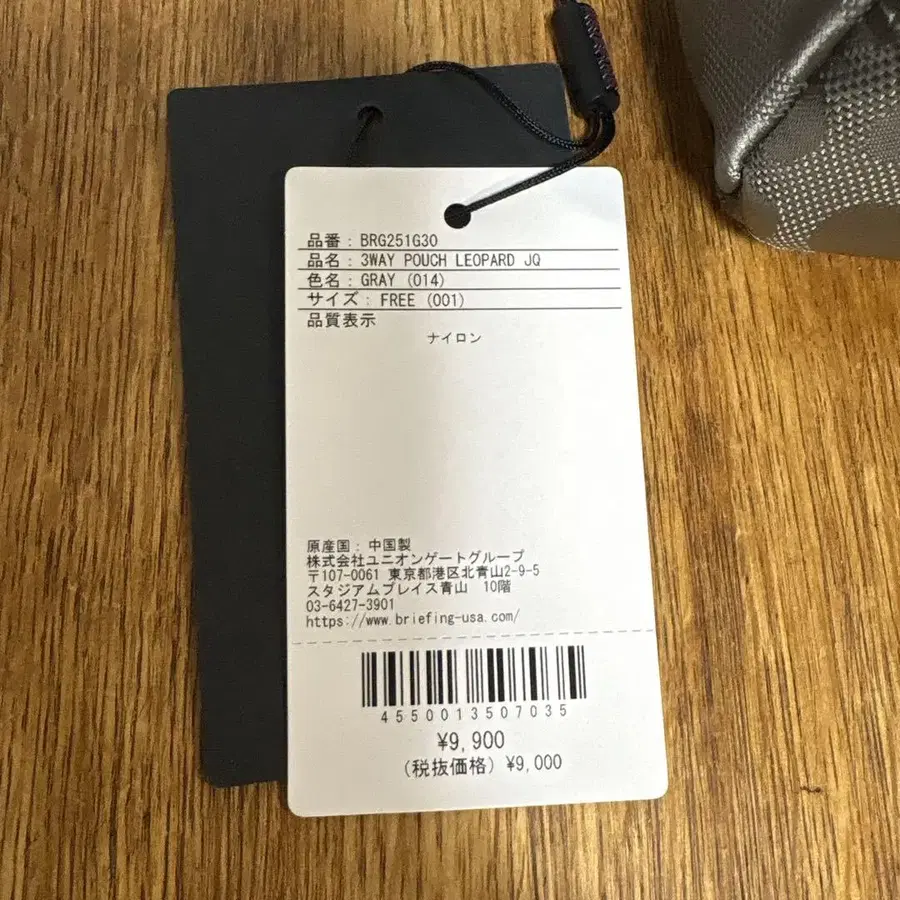 品番 : BRG251G30
品名 : 3WAY POUCH LEOPARD JQ
色名 : GRAY (014)
サイズ : FREE (001)
品質表示
ナイロン
原産国 : 中国製
株式会社ユニオンゲートグループ
〒107-0061 東京都港区北青山2-9-5
スタジアムプレイス青山 10階
03-6427-3901
https://www.briefing-usa.com/
4550013507035
¥9,900
(税抜価格) ¥9,000